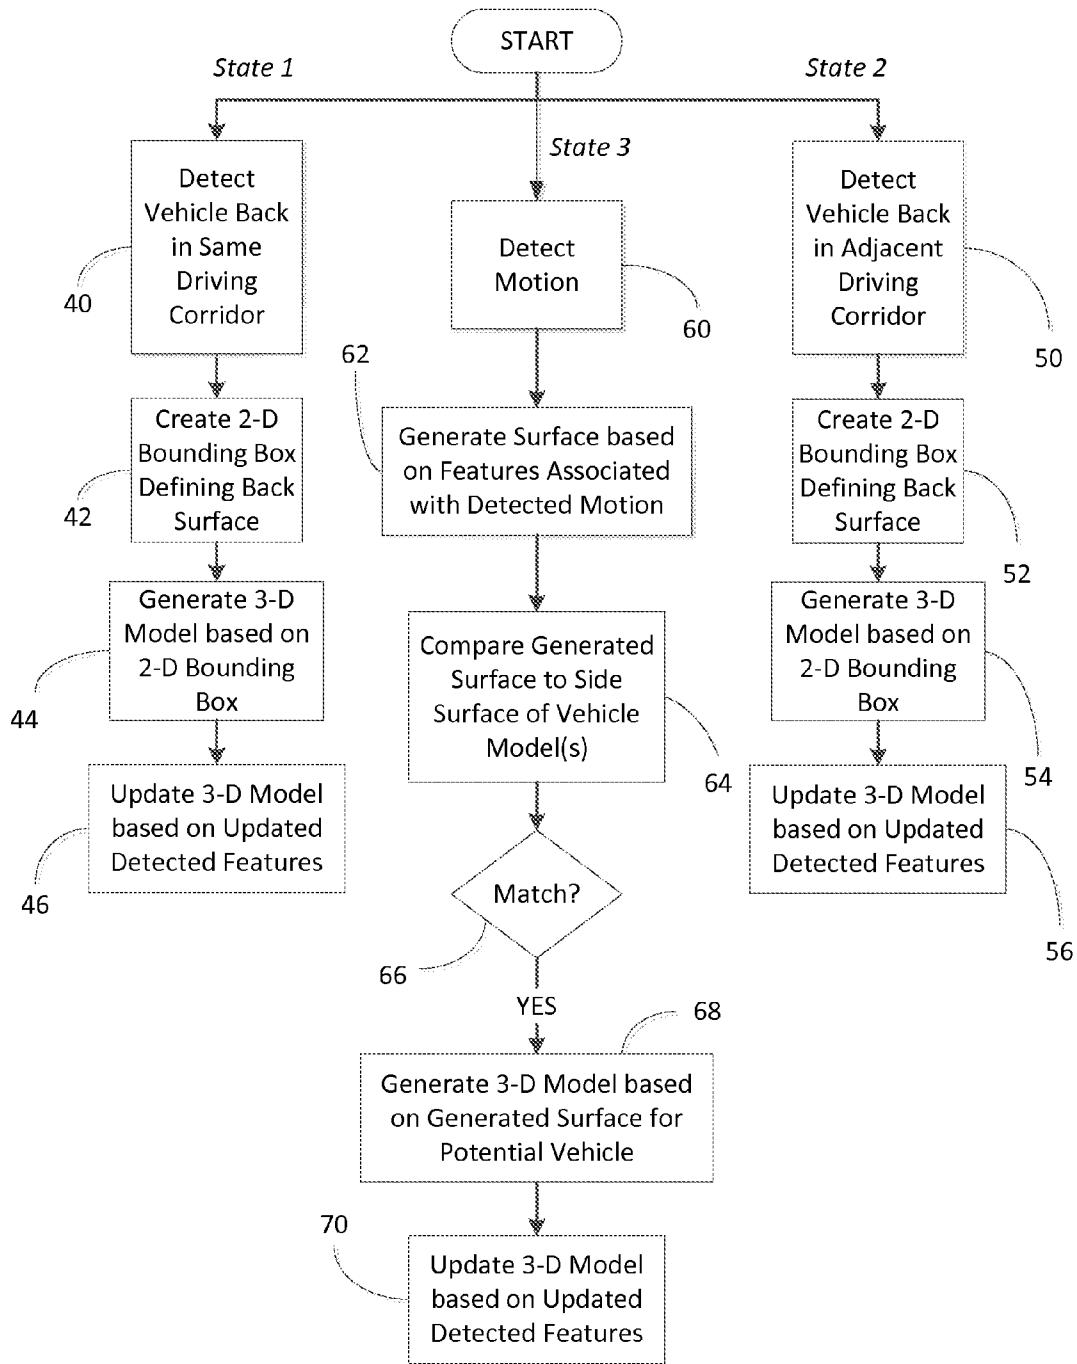 START
State 1
State 2
State 3
Detect
Vehicle Back
in Same
Driving
Corridor
40
Create 2-D
Bounding Box
Defining Back
Surface
42
Generate 3-D
Model based on
2-D Bounding
Box
44
Update 3-D Model
based on Updated
Detected Features
46
Detect
Motion
60
62
Generate Surface based
on Features Associated
with Detected Motion
Compare Generated
Surface to Side
Surface of Vehicle
Model(s)
64
Match?
66
YES
68
Generate 3-D Model based
on Generated Surface for
Potential Vehicle
70
Update 3-D Model
based on Updated
Detected Features
Detect
Vehicle Back
in Adjacent
Driving
Corridor
50
Create 2-D
Bounding Box
Defining Back
Surface
52
Generate 3-D
Model based on
2-D Bounding
Box
54
Update 3-D Model
based on Updated
Detected Features
56